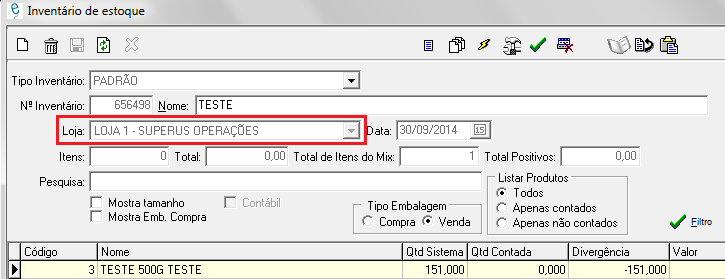 Inventário de estoque
Tipo Inventário: PADRÃO
Nº Inventário: 656498 Nome: TESTE
Loja: LOJA 1 - SUPERUS OPERAÇÕES Data: 30/09/2014 15
Itens: 0 Total: 0,00 Total de Itens do Mix: 1 Total Positivos: 0,00
Pesquisa:
Mostra tamanho Contábil
Mostra Emb. Compra
Tipo Embalagem
Compra Venda
Listar Produtos
Todos
Apenas contados
Apenas não contados
Filtro
Código Nome Qtd Sistema Qtd Contada Divergência Valor
3 TESTE 500G TESTE 151,000 0,000 -151,000